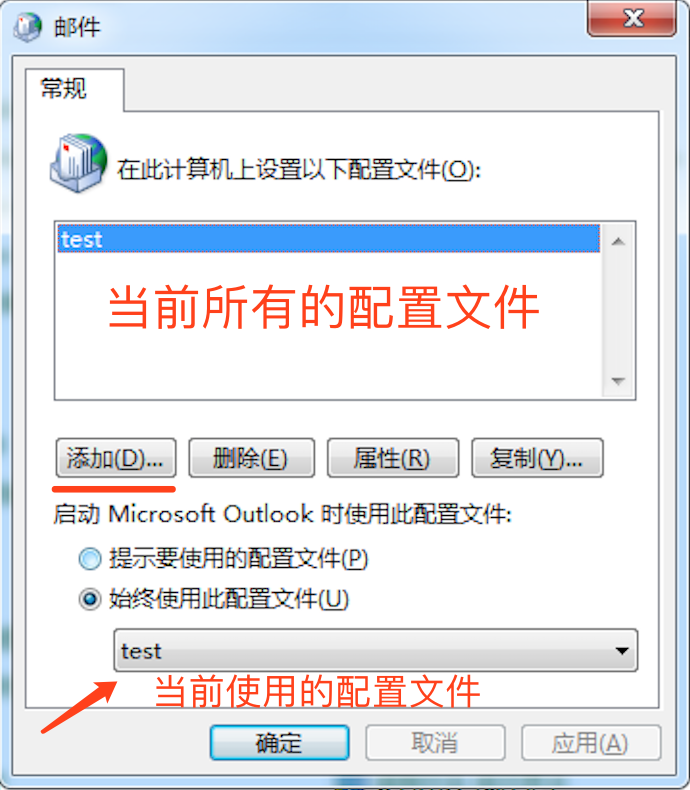 邮件
常规
在此计算机上设置以下配置文件(O):
test
当前所有的配置文件
添加(D)... 删除(E) 属性(R) 复制(Y)...
启动 Microsoft Outlook 时使用此配置文件:
提示要使用的配置文件(P)
始终使用此配置文件(U)
test
当前使用的配置文件
确定 取消 应用(A)